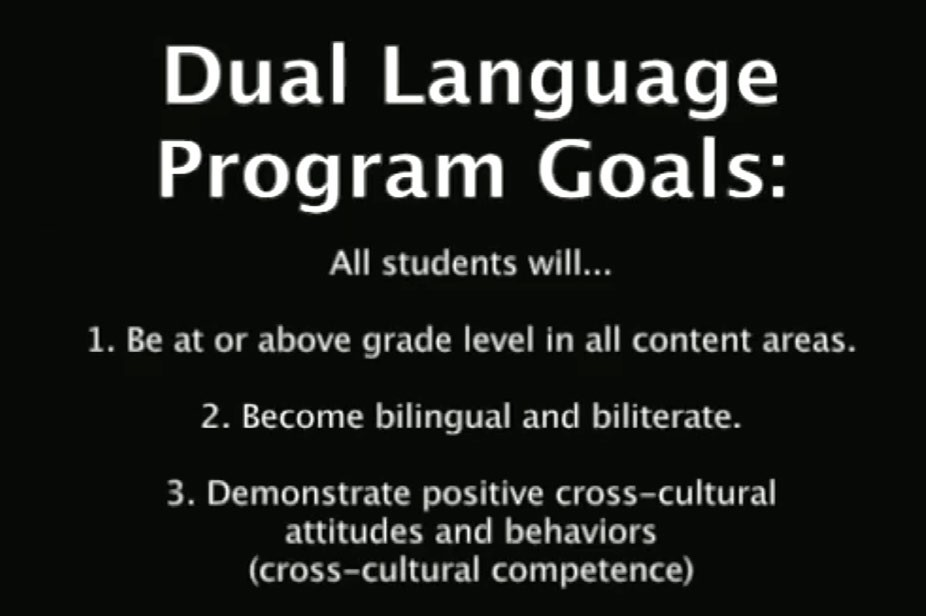 Dual Language
Program Goals:
All students will...
1. Be at or above grade level in all content areas.
2. Become bilingual and biliterate.
3. Demonstrate positive cross-cultural
attitudes and behaviors
(cross-cultural competence)